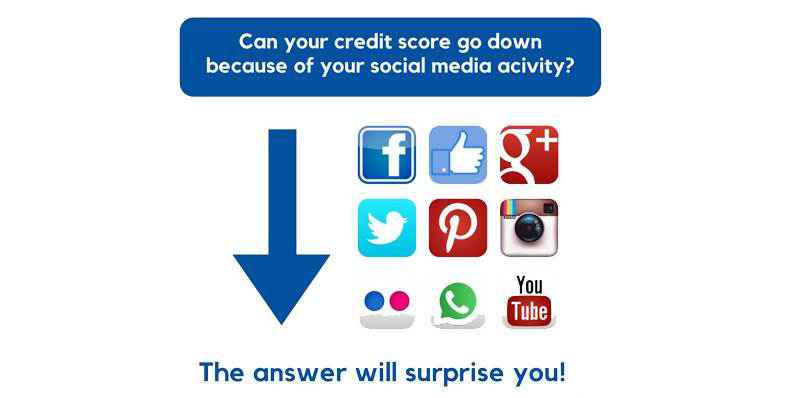 Can your credit score go down
because of your social media acivity?
f
g+
You
Tube
The answer will surprise you!